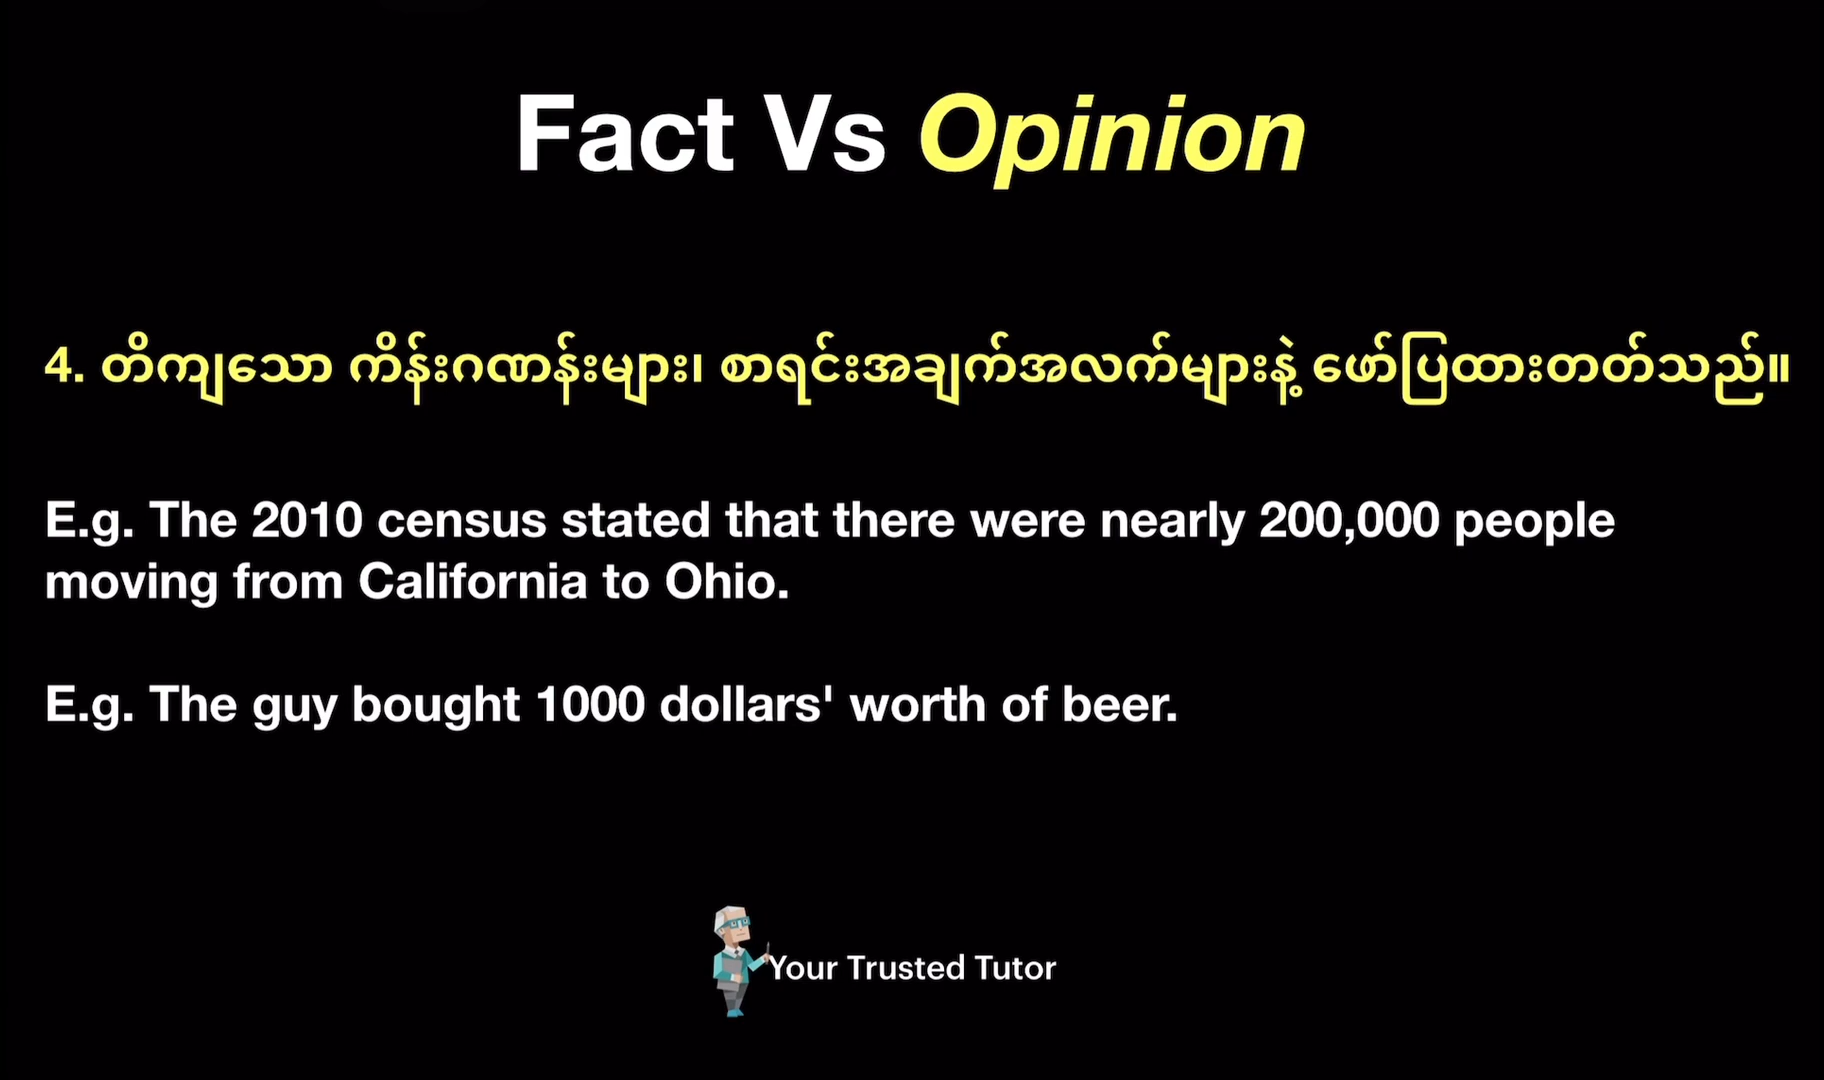 Fact Vs Opinion
4. တိကျသော ကိန်းဂဏန်းများ၊ စာရင်းအချက်အလက်များနဲ့ ဖော်ပြထားတတ်သည်။
E.g. The 2010 census stated that there were nearly 200,000 people
moving from California to Ohio.
E.g. The guy bought 1000 dollars' worth of beer.
Your Trusted Tutor